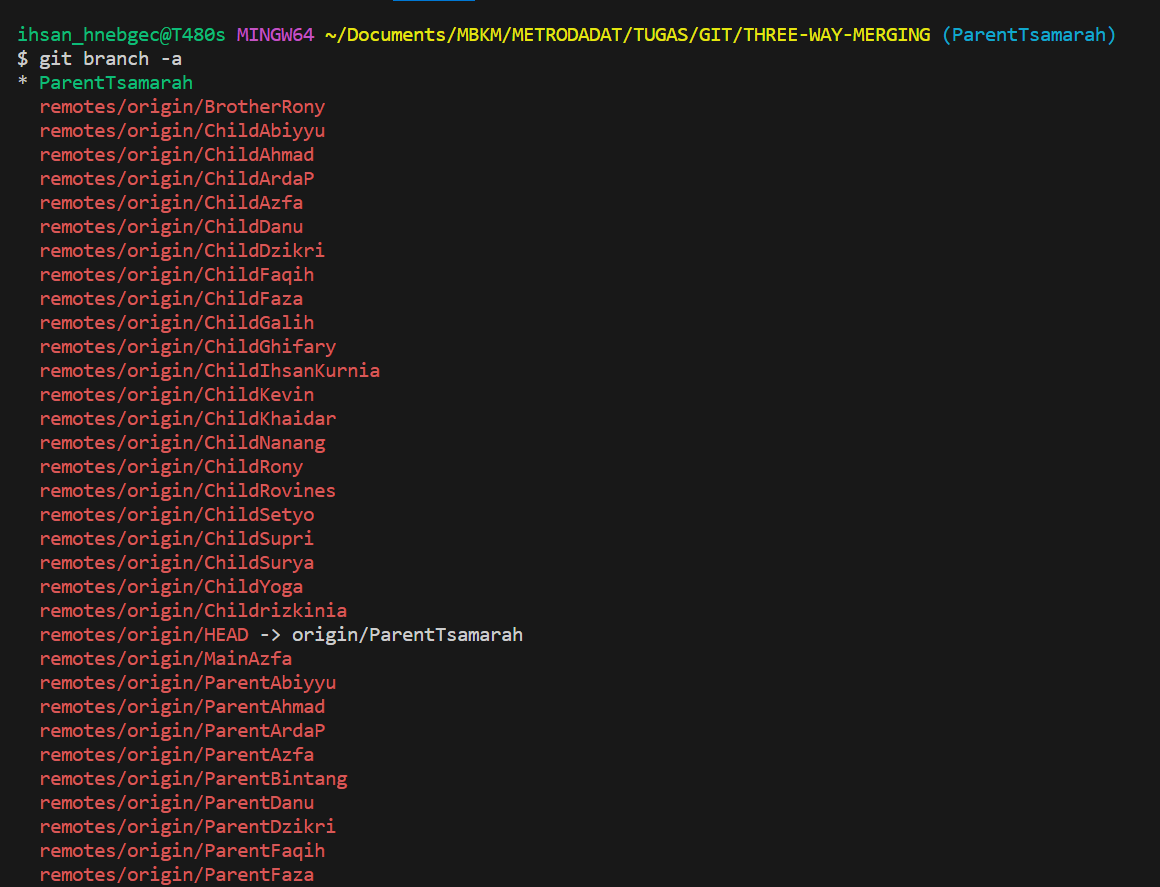 ihsan_hnebgec@T480s MINGW64 ~/Documents/MBKM/METRODADAT/TUGAS/GIT/THREE-WAY-MERGING (ParentTsamarah)
$ git branch -a
* ParentTsamarah
remotes/origin/BrotherRony
remotes/origin/ChildAbiyyu
remotes/origin/ChildAhmad
remotes/origin/ChildArdaP
remotes/origin/ChildAzfa
remotes/origin/ChildDanu
remotes/origin/ChildDzikri
remotes/origin/ChildFaqih
remotes/origin/ChildFaza
remotes/origin/ChildGalih
remotes/origin/ChildGhifary
remotes/origin/ChildIhsanKurnia
remotes/origin/ChildKevin
remotes/origin/ChildKhaidar
remotes/origin/ChildNanang
remotes/origin/ChildRony
remotes/origin/ChildRovines
remotes/origin/ChildSetyo
remotes/origin/ChildSupri
remotes/origin/ChildSurya
remotes/origin/ChildYoga
remotes/origin/Childrizkinia
remotes/origin/HEAD -> origin/ParentTsamarah
remotes/origin/MainAzfa
remotes/origin/ParentAbiyyu
remotes/origin/ParentAhmad
remotes/origin/ParentArdaP
remotes/origin/ParentAzfa
remotes/origin/ParentBintang
remotes/origin/ParentDanu
remotes/origin/ParentDzikri
remotes/origin/ParentFaqih
remotes/origin/ParentFaza